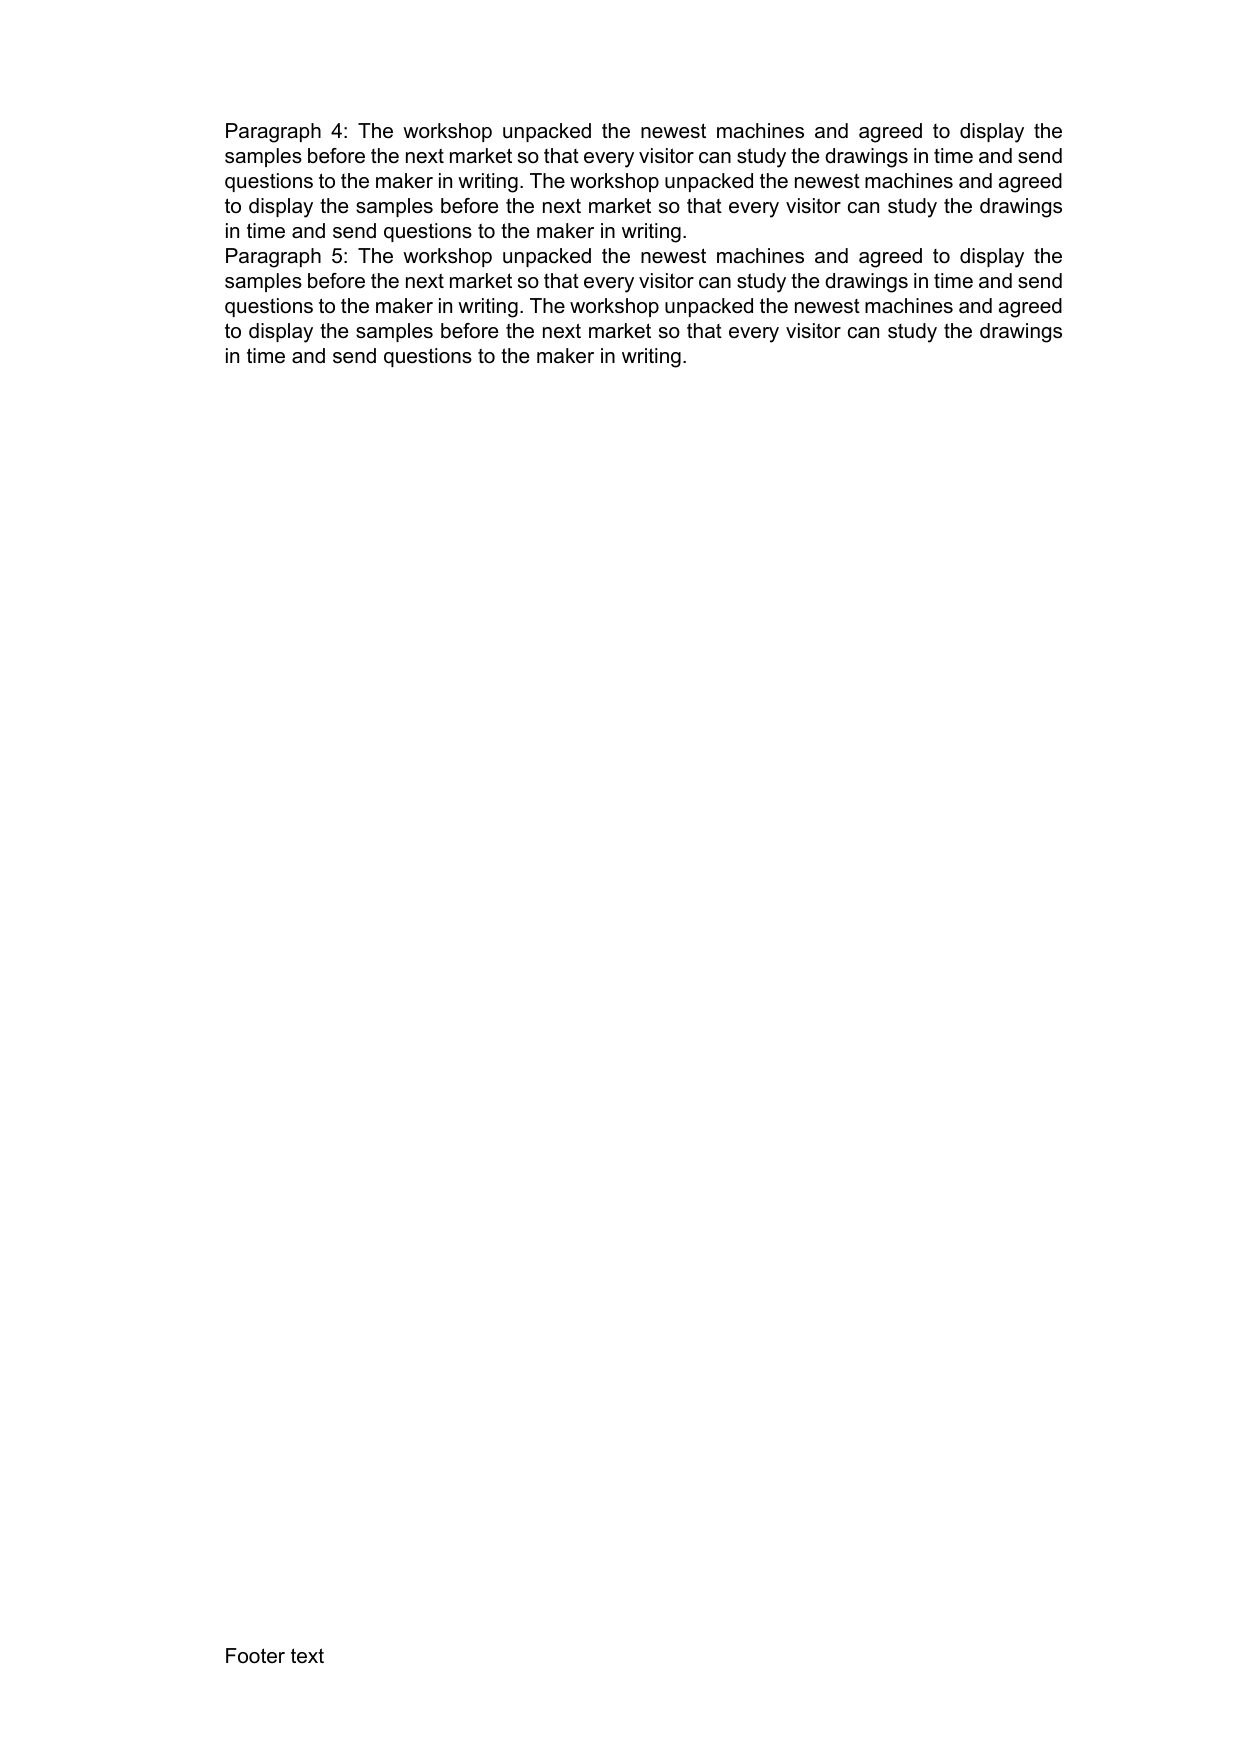 Paragraph 4: The workshop unpacked the newest machines and agreed to display the
samples before the next market so that every visitor can study the drawings in time and send
questions to the maker in writing. The workshop unpacked the newest machines and agreed
to display the samples before the next market so that every visitor can study the drawings
in time and send questions to the maker in writing.
Paragraph 5: The workshop unpacked the newest machines and agreed to display the
samples before the next market so that every visitor can study the drawings in time and send
questions to the maker in writing. The workshop unpacked the newest machines and agreed
to display the samples before the next market so that every visitor can study the drawings
in time and send questions to the maker in writing.
Footer text